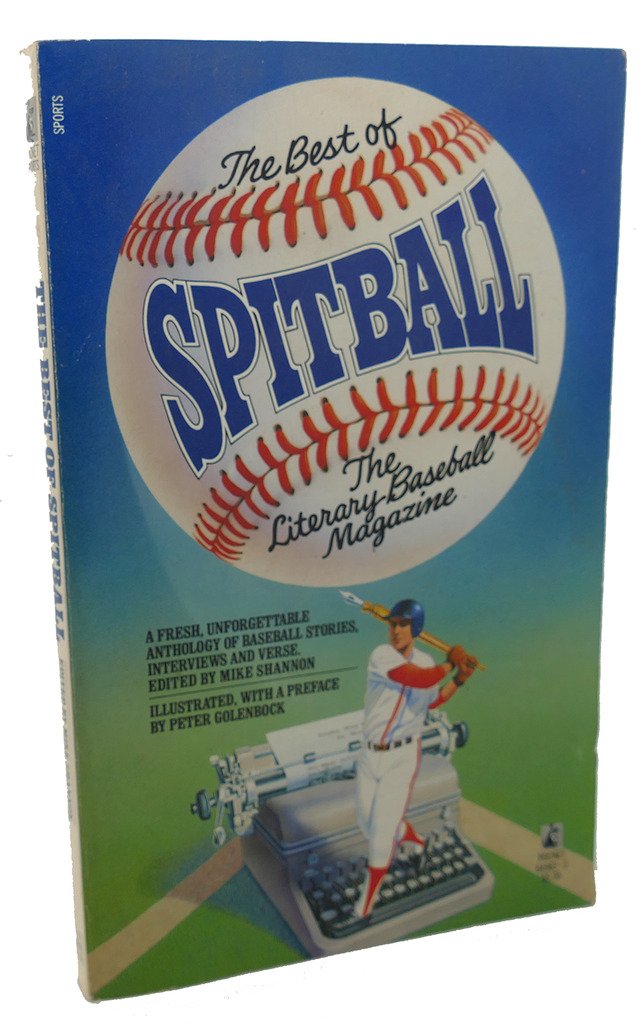 SPORTS
The Best of
SPITBALL
The
Literary Baseball
Magazine
A FRESH, UNFORGETTABLE
ANTHOLOGY OF BASEBALL STORIES,
INTERVIEWS AND VERSE.
EDITED BY MIKE SHANNON
ILLUSTRATED, WITH A PREFACE
BY PETER GOLENBOCK
THE BEST OF SPITBALL